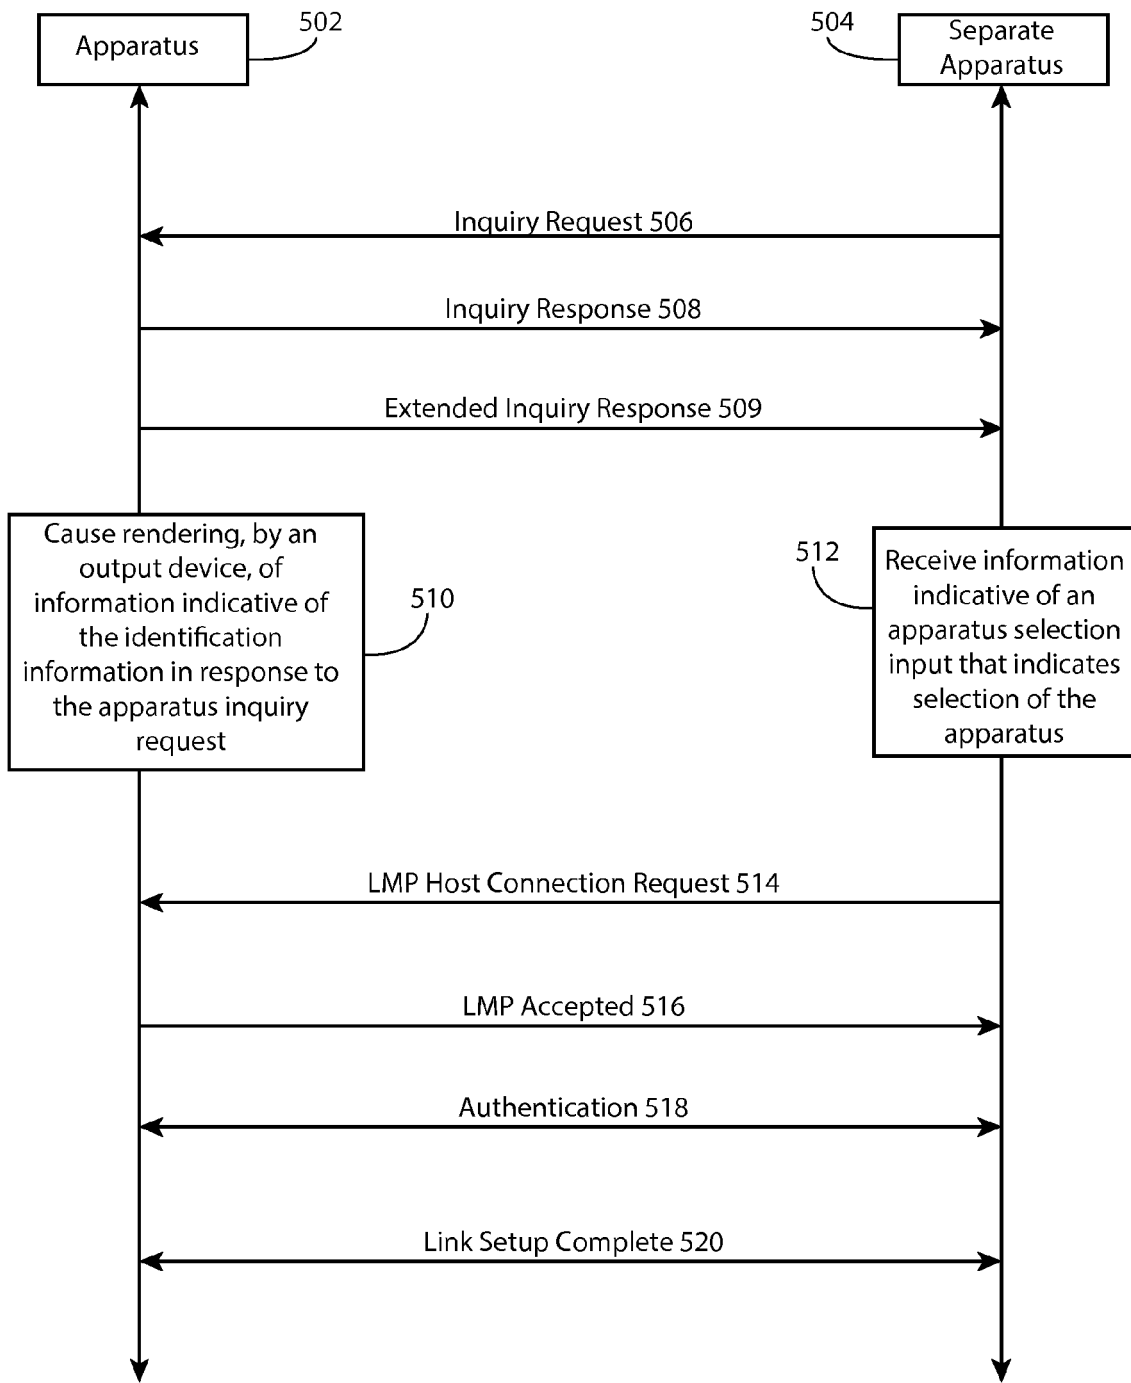 Apparatus
502
504
Separate
Apparatus
Inquiry Request 506
Inquiry Response 508
Extended Inquiry Response 509
Cause rendering, by an
output device, of
information indicative of
the identification
information in response to
the apparatus inquiry
request
510
512
Receive information
indicative of an
apparatus selection
input that indicates
selection of the
apparatus
LMP Host Connection Request 514
LMP Accepted 516
Authentication 518
Link Setup Complete 520